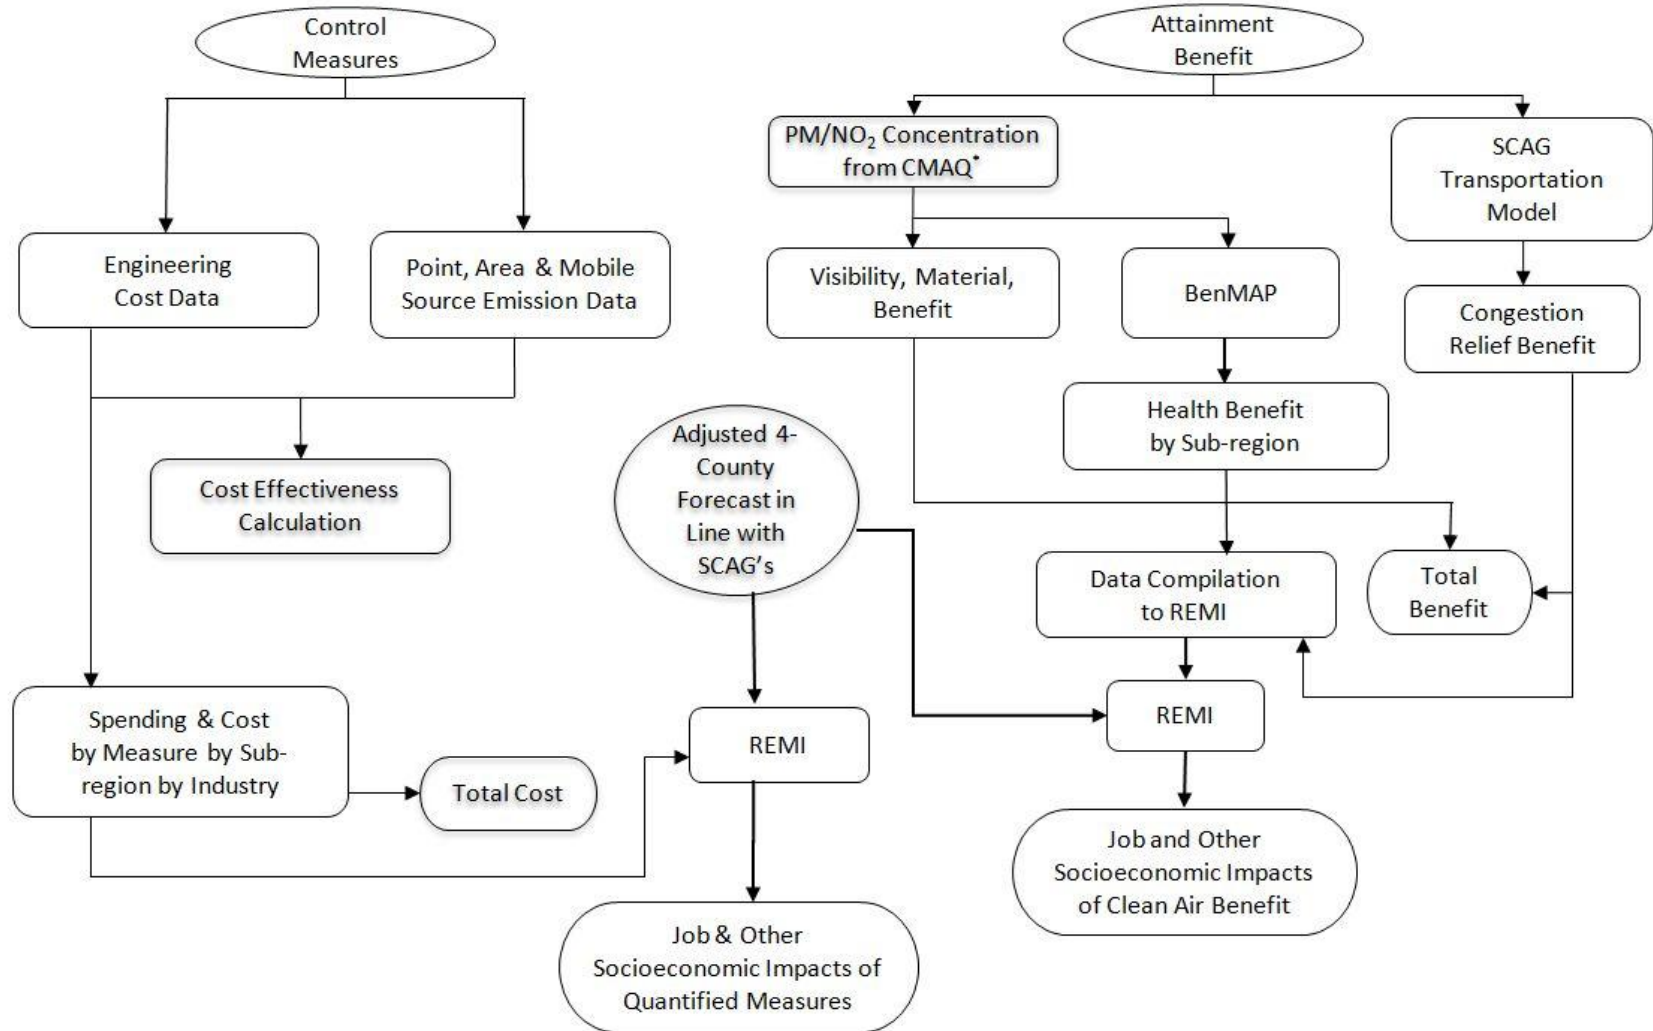 Control
Measures
Attainment
Benefit
PM/NO₂ Concentration
from CMAQ*
SCAG
Transportation
Model
Engineering
Cost Data
Point, Area & Mobile
Source Emission Data
Visibility, Material,
Benefit
BenMAP
Congestion
Relief Benefit
Health Benefit
by Sub-region
Adjusted 4-
County
Forecast in
Line with
SCAG's
Cost Effectiveness
Calculation
Data Compilation
to REMI
Total
Benefit
Spending & Cost
by Measure by Sub-
region by Industry
Total Cost
REMI
REMI
Job and Other
Socioeconomic Impacts
of Clean Air Benefit
Job & Other
Socioeconomic Impacts of
Quantified Measures